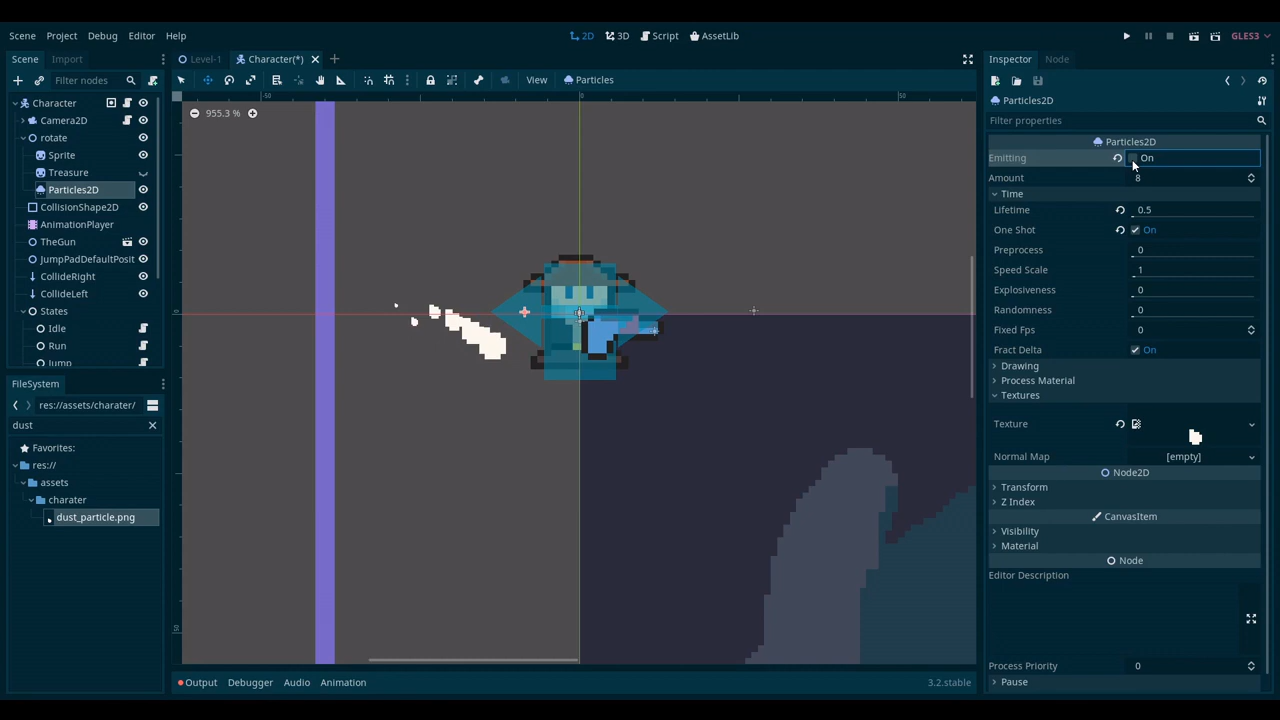 Scene Project Debug Editor Help
2D 3D Script AssetLib
GLES3
Scene Import
Level-1 Character(*)
Inspector Node
Filter nodes
View Particles
Particles2D
Filter properties
-50 0 50
955.3 %
Character
Camera2D
rotate
Sprite
Treasure
Particles2D
CollisionShape2D
AnimationPlayer
TheGun
JumpPadDefaultPosit
CollideRight
CollideLeft
States
Idle
Run
Jump
FileSystem
res://assets/charater/
dust
Favorites:
res://
assets
charater
dust_particle.png
0
50
Particles2D
Emitting On
Amount 8
Time
Lifetime 0.5
One Shot On
Preprocess 0
Speed Scale 1
Explosiveness 0
Randomness 0
Fixed Fps 0
Fract Delta On
Drawing
Process Material
Textures
Texture
Normal Map [empty]
Node2D
Transform
Z Index
CanvasItem
Visibility
Material
Node
Editor Description
Process Priority 0
Pause
Output Debugger Audio Animation
3.2.stable